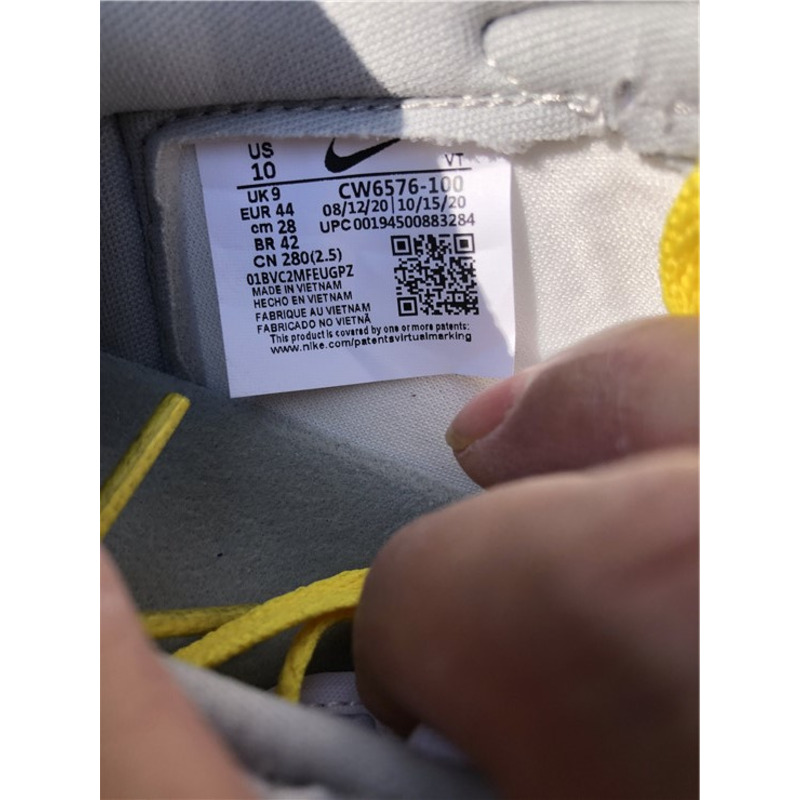 US
10
VT
UK 9
EUR 44
cm 28
BR 42
CN 280(2.5)
CW6576-100
08/12/20 | 10/15/20
UPC 00194500883284
01BVC2MFEUGPZ
MADE IN VIETNAM
HECHO EN VIETNAM
FABRIQUE AU VIETNAM
FABRICADO NO VIETNÃ
This product is covered by one or more patents:
www.nike.com/patentsvirtualmarking